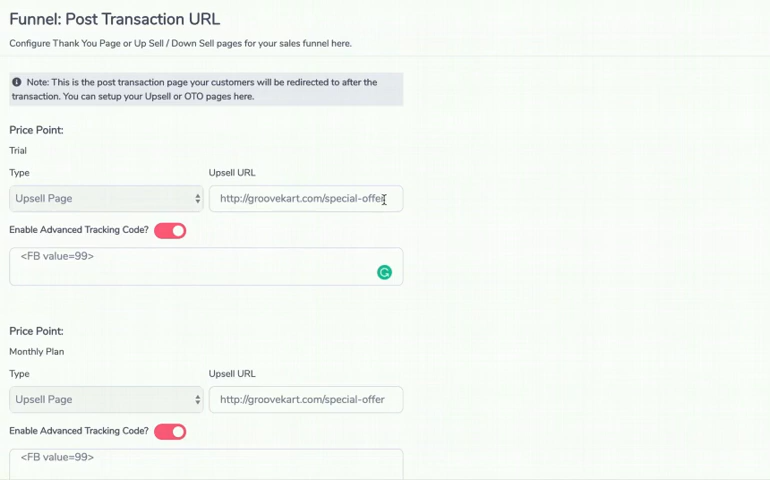 Funnel: Post Transaction URL
Configure Thank You Page or Up Sell / Down Sell pages for your sales funnel here.
Note: This is the post transaction page your customers will be redirected to after the
transaction. You can setup your Upsell or OTO pages here.
Price Point:
Trial
Type Upsell URL
Upsell Page http://groovekart.com/special-offer
Enable Advanced Tracking Code?
<FB value=99>
Price Point:
Monthly Plan
Type Upsell URL
Upsell Page http://groovekart.com/special-offer
Enable Advanced Tracking Code?
<FB value=99>